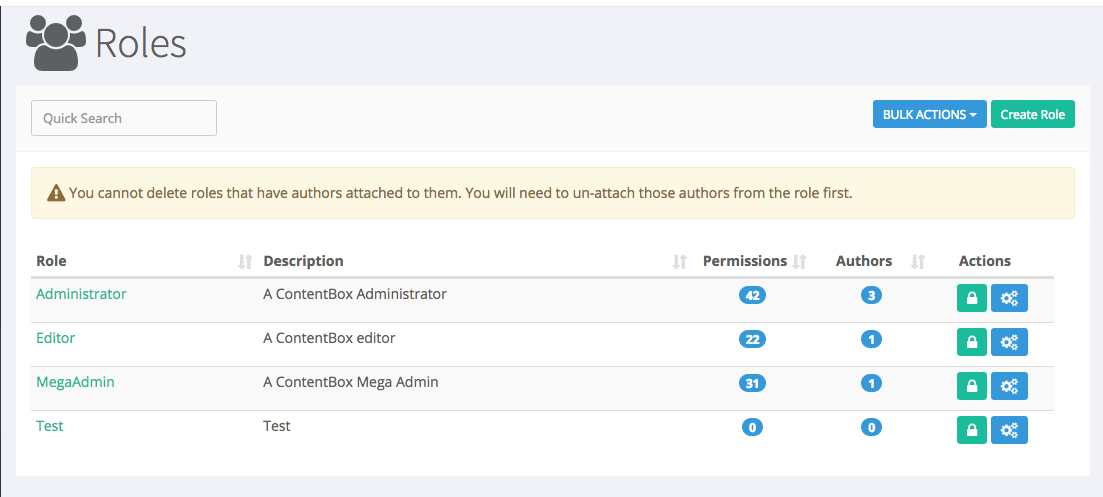 Roles
Quick Search
BULK ACTIONS
Create Role
You cannot delete roles that have authors attached to them. You will need to un-attach those authors from the role first.
Role Description Permissions Authors Actions
Administrator A ContentBox Administrator 42 3
Editor A ContentBox editor 22 1
MegaAdmin A ContentBox Mega Admin 31 1
Test Test 0 0